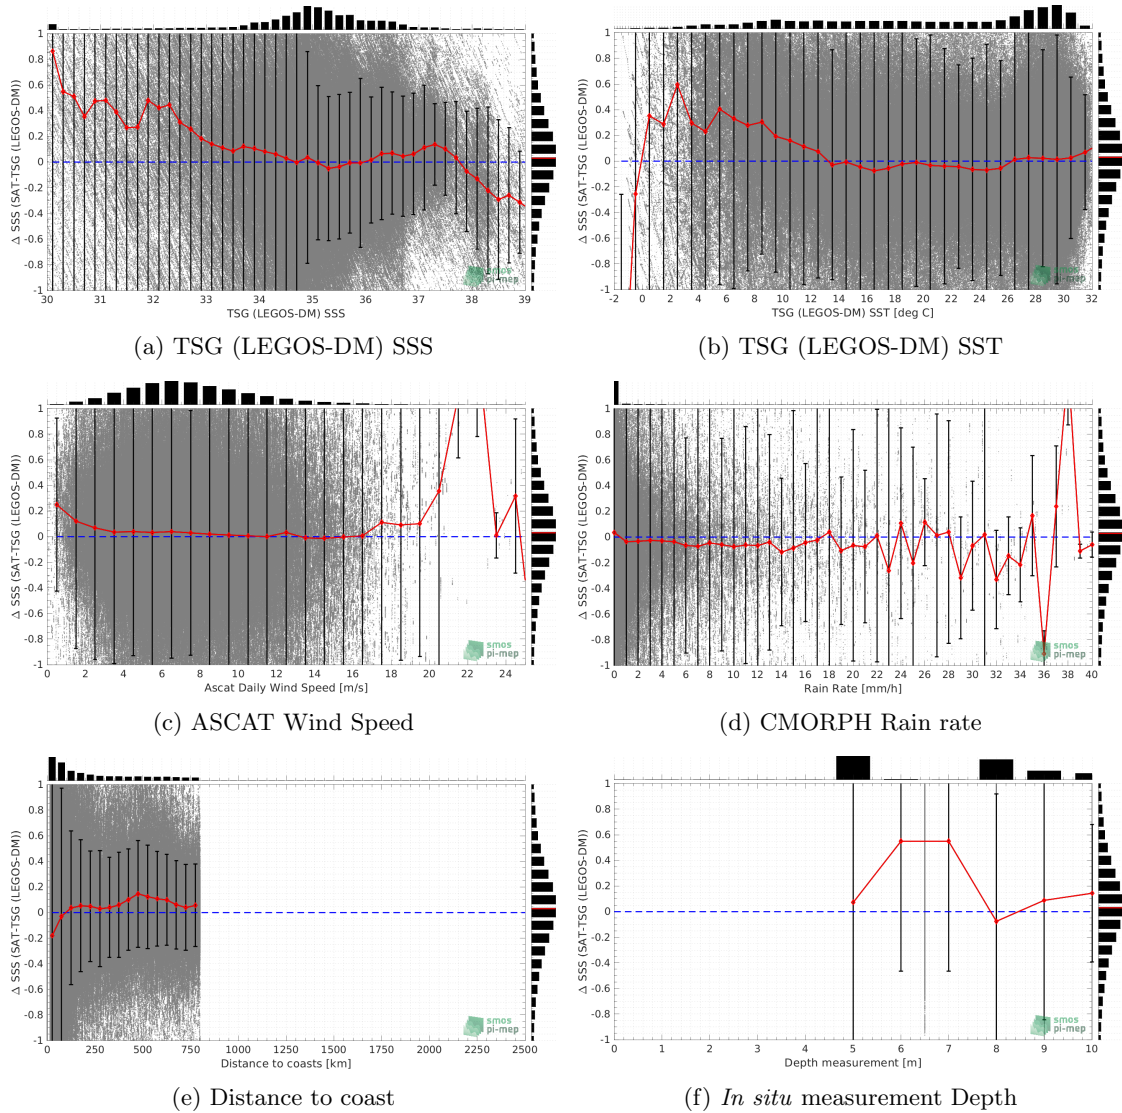 1
0.8
0.6
0.4
0.2
0
-0.2
-0.4
-0.6
-0.8
-1
Δ SSS (SAT-TSG (LEGOS-DM))
30 31 32 33 34 35 36 37 38 39
TSG (LEGOS-DM) SSS
smos
pi-mep
(a) TSG (LEGOS-DM) SSS
1
0.8
0.6
0.4
0.2
0
-0.2
-0.4
-0.6
-0.8
-1
Δ SSS (SAT-TSG (LEGOS-DM))
-2 0 2 4 6 8 10 12 14 16 18 20 22 24 26 28 30 32
TSG (LEGOS-DM) SST [deg C]
smos
pi-mep
(b) TSG (LEGOS-DM) SST
1
0.8
0.6
0.4
0.2
0
-0.2
-0.4
-0.6
-0.8
-1
Δ SSS (SAT-TSG (LEGOS-DM))
0 2 4 6 8 10 12 14 16 18 20 22 24
Ascat Daily Wind Speed [m/s]
smos
pi-mep
(c) ASCAT Wind Speed
1
0.8
0.6
0.4
0.2
0
-0.2
-0.4
-0.6
-0.8
-1
Δ SSS (SAT-TSG (LEGOS-DM))
0 2 4 6 8 10 12 14 16 18 20 22 24 26 28 30 32 34 36 38 40
Rain Rate [mm/h]
smos
pi-mep
(d) CMORPH Rain rate
1
0.8
0.6
0.4
0.2
0
-0.2
-0.4
-0.6
-0.8
-1
Δ SSS (SAT-TSG (LEGOS-DM))
0 250 500 750 1000 1250 1500 1750 2000 2250 2500
Distance to coasts [km]
smos
pi-mep
(e) Distance to coast
1
0.8
0.6
0.4
0.2
0
-0.2
-0.4
-0.6
-0.8
-1
Δ SSS (SAT-TSG (LEGOS-DM))
0 1 2 3 4 5 6 7 8 9 10
Depth measurement [m]
smos
pi-mep
(f) In situ measurement Depth